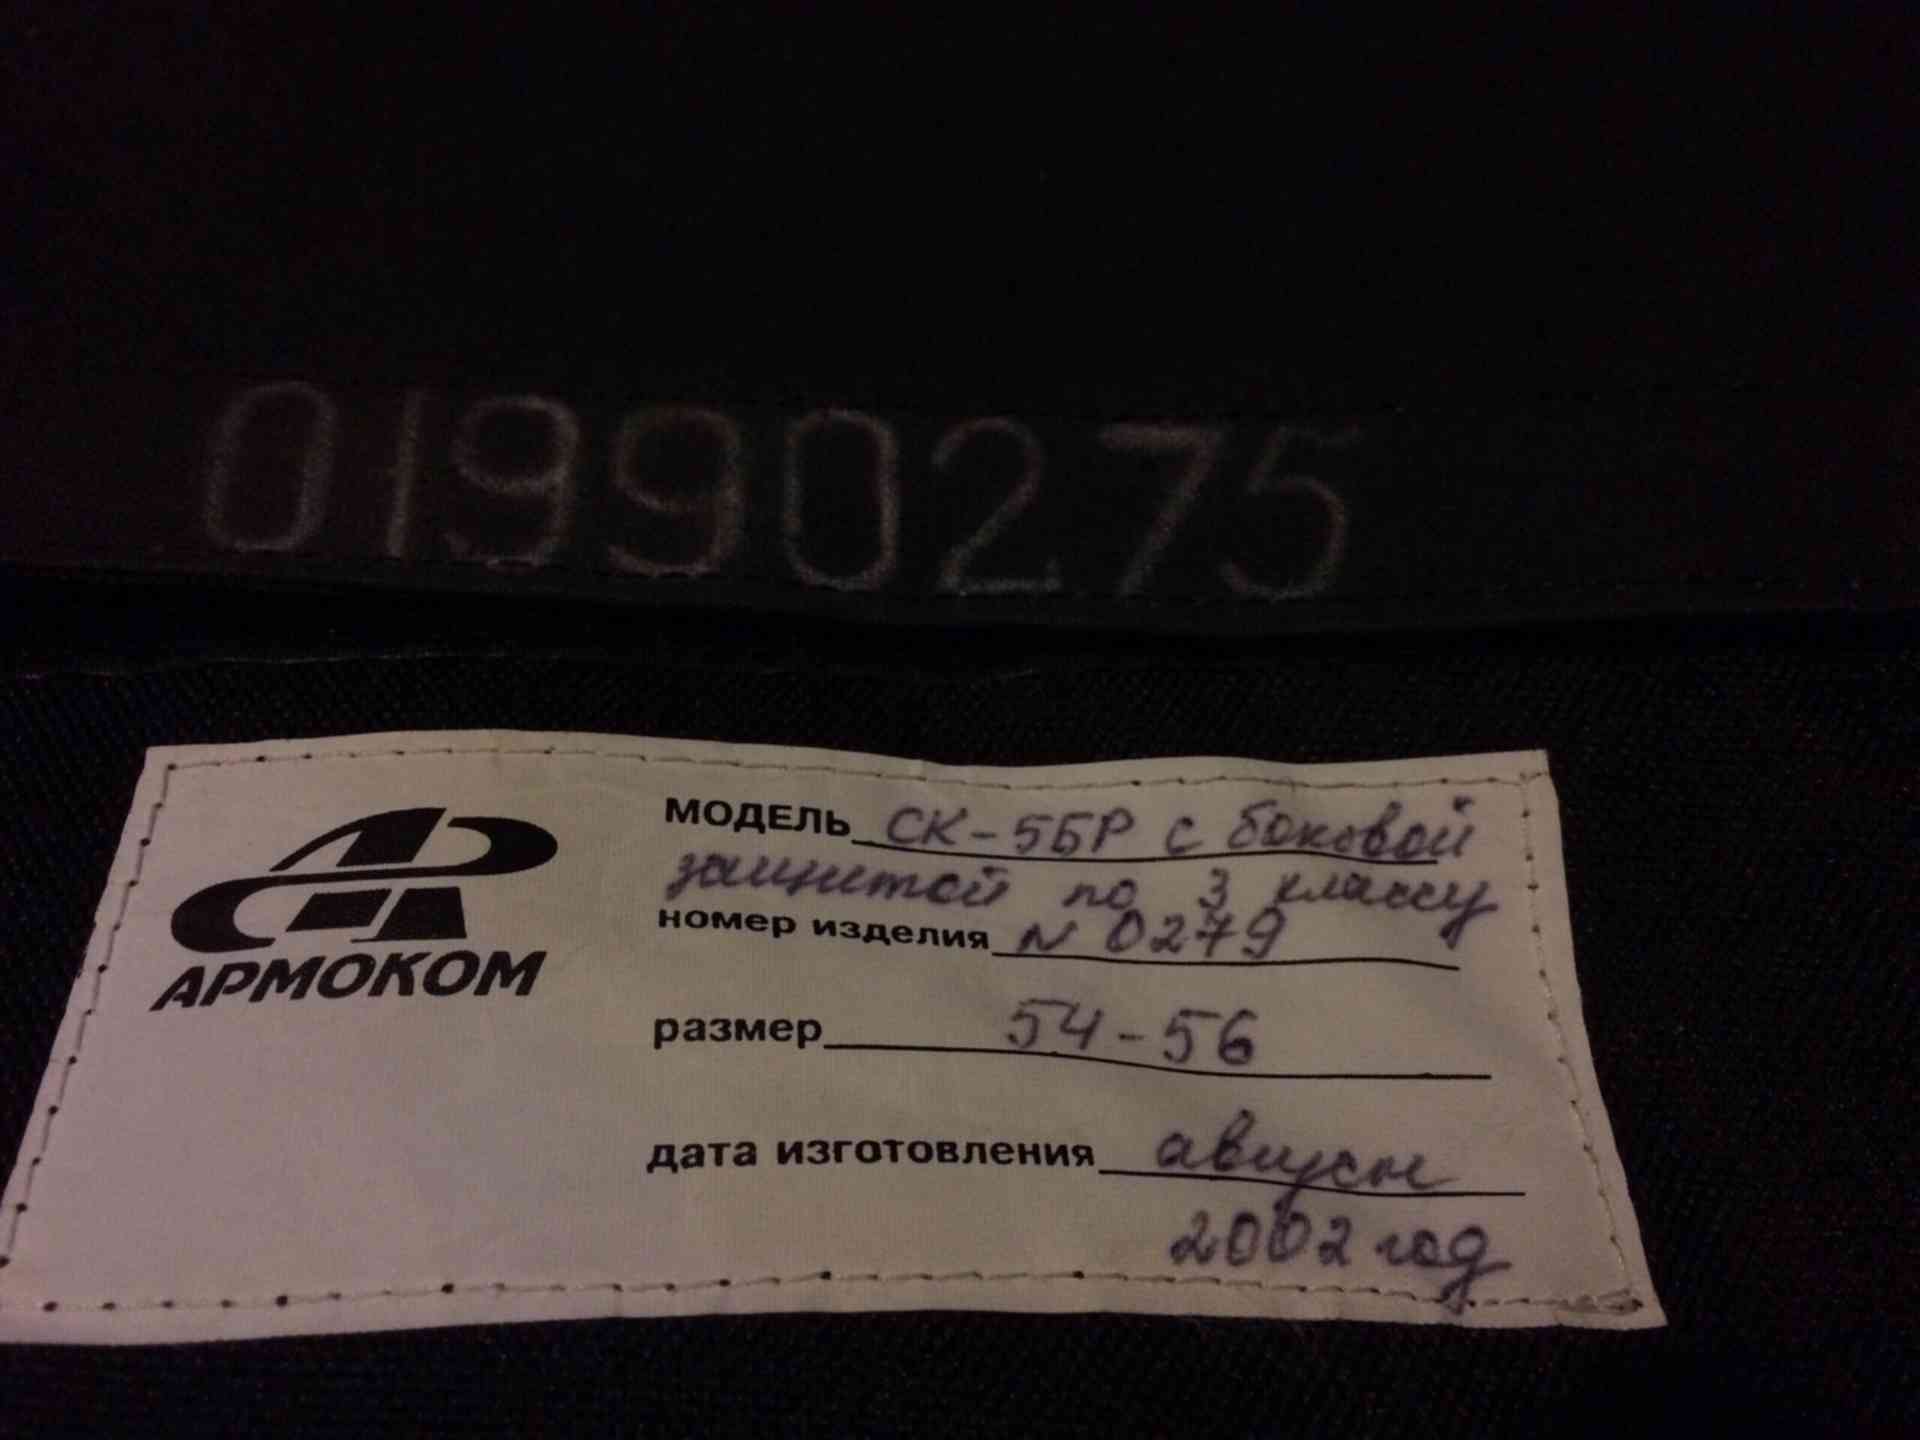 01990275
АРМОКОМ
МОДЕЛЬ СК-5БР с боковой
защитой по 3 классу
номер изделия N 0279
размер 54-56
дата изготовления август
2002 год